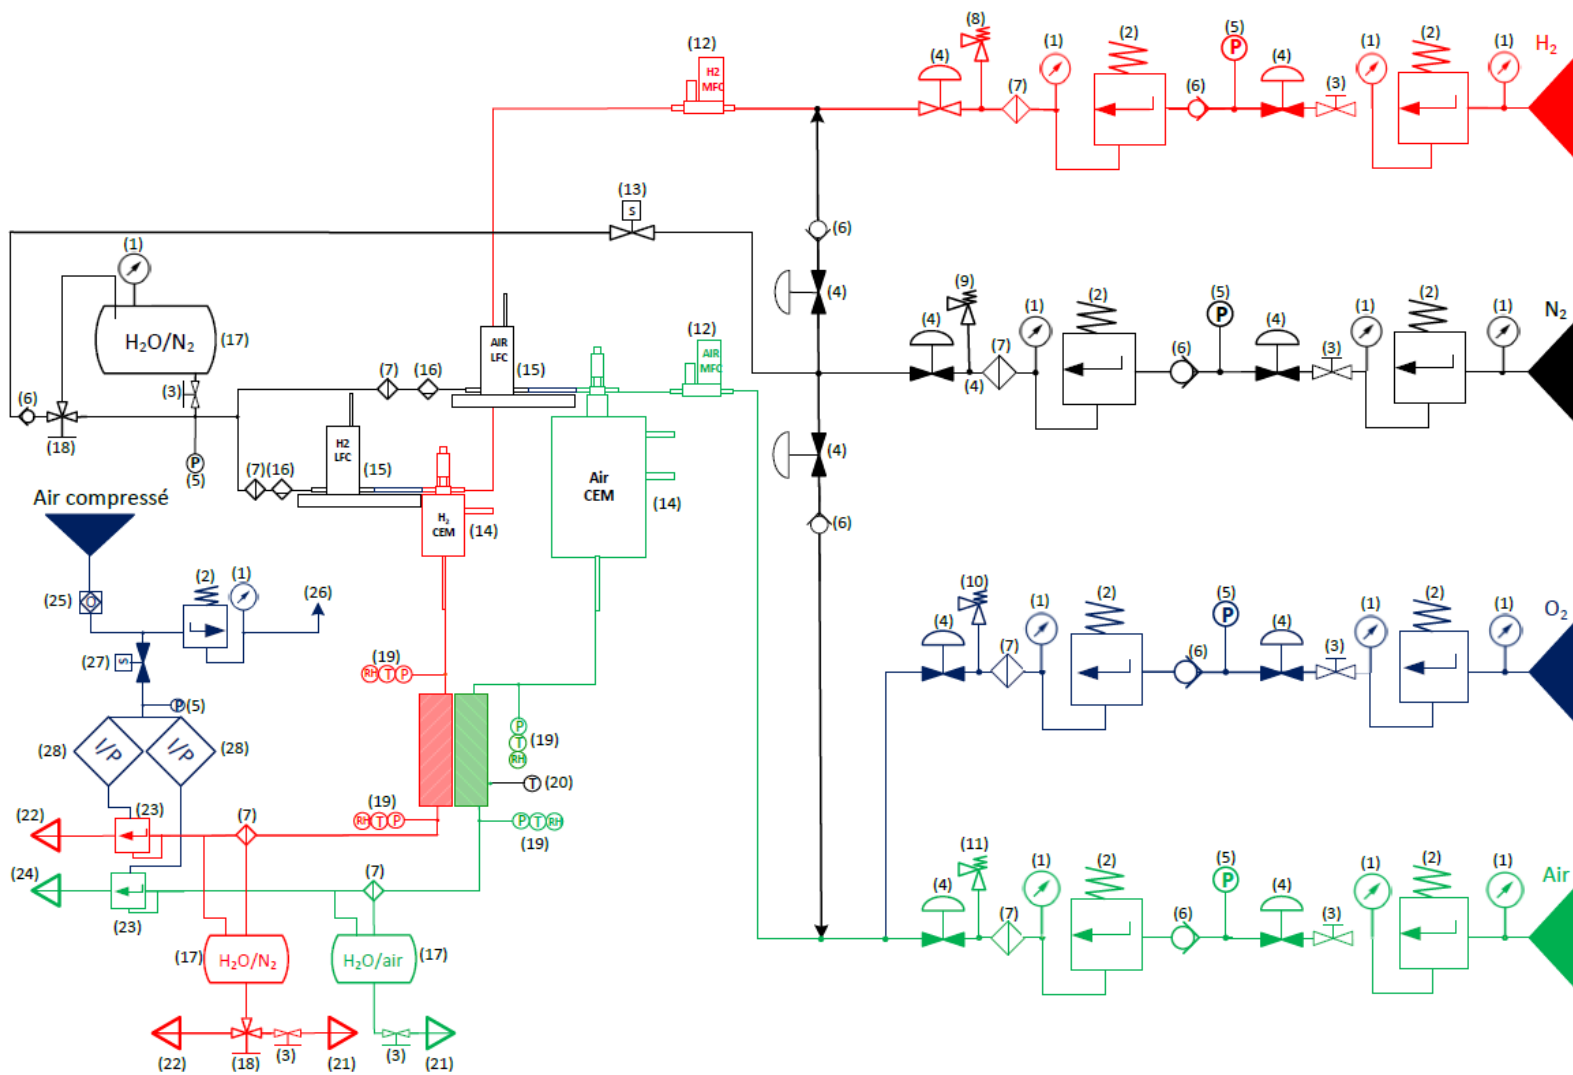 (8)
(5)
(12)
(1)
(2)
(4)
(4)
(1)
(2)
(1)
H₂
P
H2
MFC
(7)
(6)
(3)
(13)
S
(6)
(1)
(4)
(9)
(1)
(2)
(5)
(4)
(1)
(2)
(1)
N₂
P
(4)
(12)
H₂O/N₂
(17)
AIR
LFC
AIR
MFC
(7)
(6)
(3)
(7)
(16)
(15)
(4)
(3)
(6)
(18)
H2
LFC
(4)
P
(5)
(7)
(16)
(15)
Air
CEM
(14)
Air compressé
H₂
CEM
(14)
(6)
(2)
(1)
(26)
(10)
(1)
(2)
(5)
(4)
(1)
(2)
(1)
O₂
(25)
O
P
(4)
(7)
(6)
(3)
(27)
S
(19)
RH
T
P
P
(5)
P
T
RH
(19)
(28)
I/P
I/P
(28)
T
(20)
(22)
(23)
(7)
(19)
RH
T
P
P
T
RH
(19)
(24)
(7)
(23)
(11)
(1)
(2)
(5)
(4)
(1)
(2)
(1)
Air
P
(4)
(7)
(6)
(3)
(17)
H₂O/N₂
H₂O/air
(17)
(22)
(18)
(3)
(21)
(3)
(21)